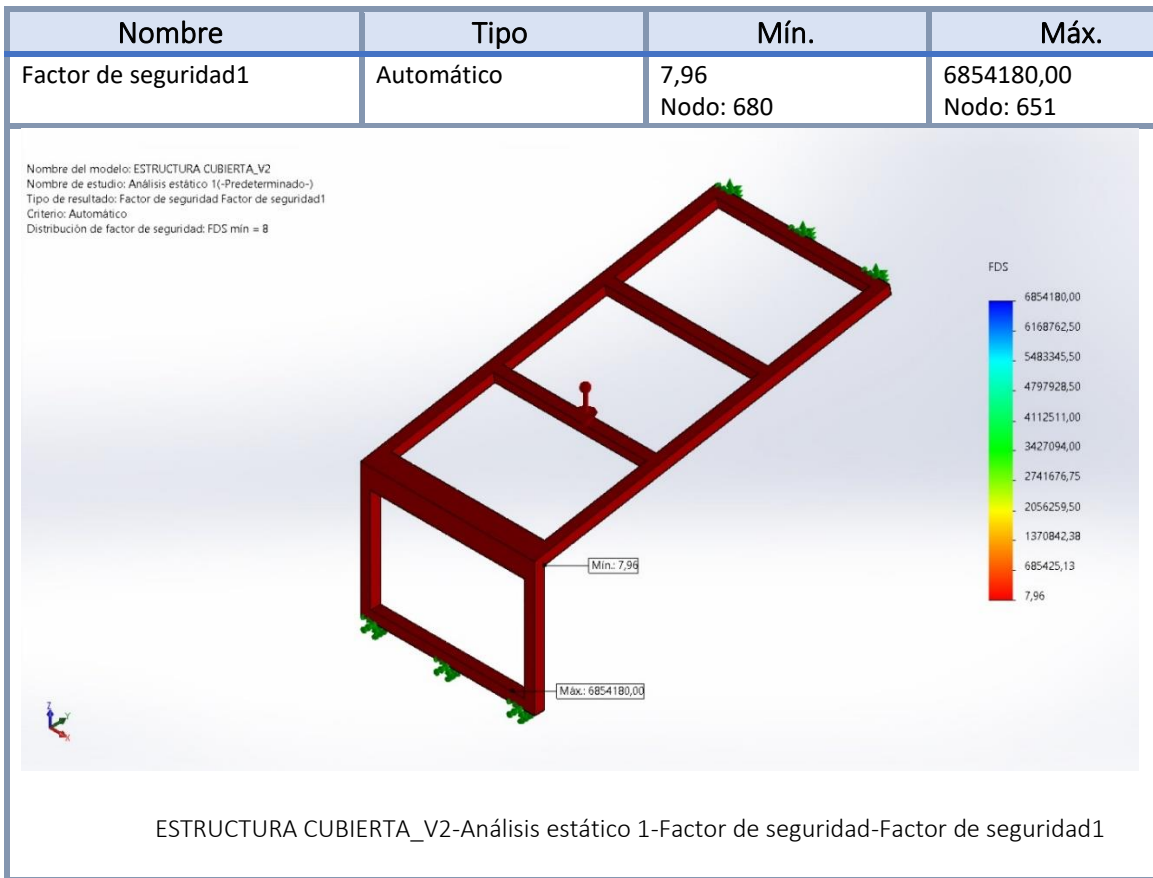 Nombre Tipo Mín. Máx.
Factor de seguridad1 Automático 7,96 6854180,00
Nodo: 680 Nodo: 651
Nombre del modelo: ESTRUCTURA CUBIERTA_V2
Nombre de estudio: Análisis estático 1(-Predeterminado-)
Tipo de resultado: Factor de seguridad Factor de seguridad1
Criterio: Automático
Distribución de factor de seguridad: FDS mín = 8
FDS
6854180,00
6168762,50
5483345,50
4797928,50
4112511,00
3427094,00
2741676,75
2056259,50
1370842,38
685425,13
7,96
Mín.: 7,96
Máx.: 6854180,00
Z
Y
X
ESTRUCTURA CUBIERTA_V2-Análisis estático 1-Factor de seguridad-Factor de seguridad1